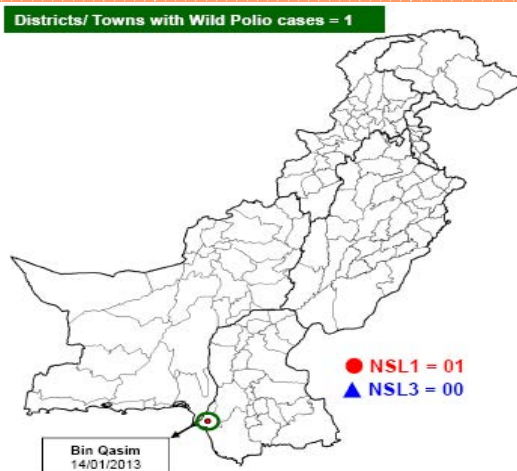 Districts/ Towns with Wild Polio cases = 1
NSL1 = 01
NSL3 = 00
Bin Qasim
14/01/2013